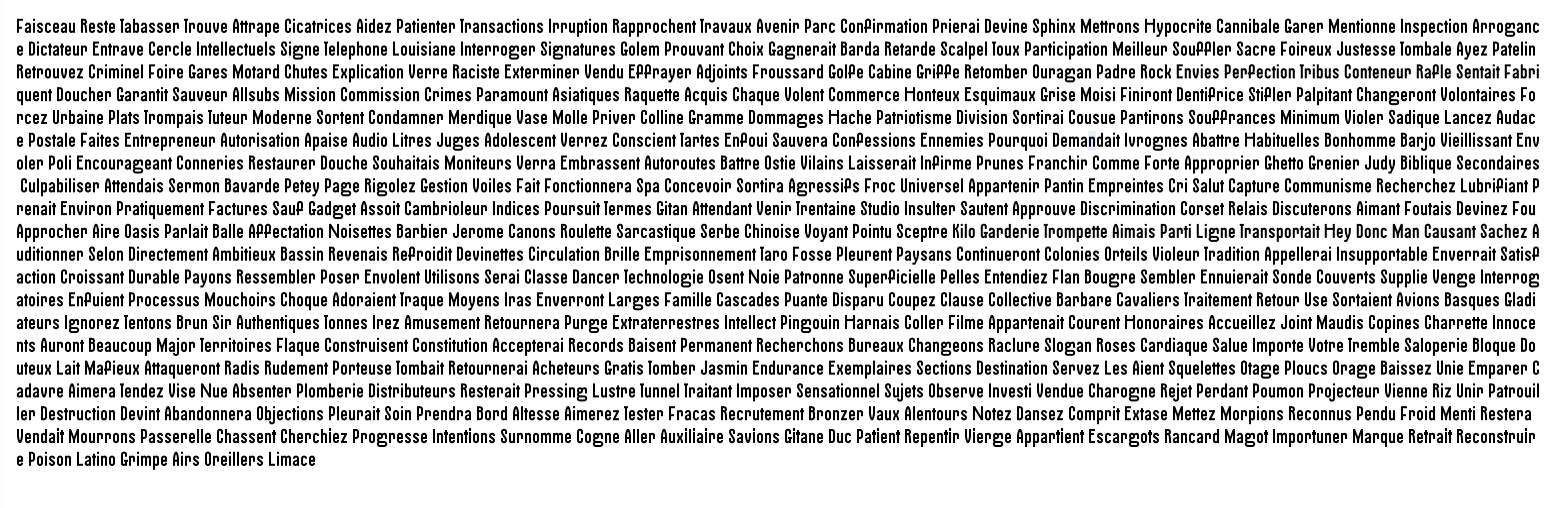 Faisceau Reste Tabasser Trouve Attrape Cicatrices Aidez Patienter Transactions Irruption Rapprochent Travaux Avenir Parc Confirmation Prierai Devine Sphinx Mettrons Hypocrite Cannibale Garer Mentionne Inspection Arroganc
e Dictateur Entrave Cercle Intellectuels Signe Telephone Louisiane Interroger Signatures Golem Prouvant Choix Gagnerait Barda Retarde Scalpel Toux Participation Meilleur Souffler Sacre Foireux Justesse Tombale Ayez Patelin
Retrouvez Criminel Foire Gares Motard Chutes Explication Verre Raciste Exterminer Vendu Effrayer Adjoints Froussard Golfe Cabine Griffe Retomber Ouragan Padre Rock Envies Perfection Tribus Conteneur Rafle Sentait Fabri
quent Doucher Garantit Sauveur Allsubs Mission Commission Crimes Paramount Asiatiques Raquette Acquis Chaque Volent Commerce Honteux Esquimaux Grise Moisi Finiront Dentifrice Stifler Palpitant Changeront Volontaires Fo
rcez Urbaine Plats Trompais Tuteur Moderne Sortent Condamner Merdique Vase Molle Priver Colline Gramme Dommages Hache Patriotisme Division Sortirai Cousue Partirons Souffrances Minimum Violer Sadique Lancez Audac
e Postale Faites Entrepreneur Autorisation Apaise Audio Litres Juges Adolescent Verrez Conscient Tartes Enfoui Sauvera Confessions Ennemies Pourquoi Demandait Ivrognes Abattre Habituelles Bonhomme Barjo Vieillissant Env
oler Poli Encourageant Conneries Restaurer Douche Souhaitais Moniteurs Verra Embrassent Autoroutes Battre Ostie Vilains Laisserait Infirme Prunes Franchir Comme Forte Approprier Ghetto Grenier Judy Biblique Secondaires
Culpabiliser Attendais Sermon Bavarde Petey Page Rigolez Gestion Voiles Fait Fonctionnera Spa Concevoir Sortira Agressifs Froc Universel Appartenir Pantin Empreintes Cri Salut Capture Communisme Recherchez Lubrifiant P
renait Environ Pratiquement Factures Sauf Gadget Assoit Cambrioleur Indices Poursuit Termes Gitan Attendant Venir Trentaine Studio Insulter Sautent Approuve Discrimination Corset Relais Discuterons Aimant Foutais Devinez Fou
Approcher Aire Oasis Parlait Balle Affectation Noisettes Barbier Jerome Canons Roulette Sarcastique Serbe Chinoise Voyant Pointu Sceptre Kilo Garderie Trompette Aimais Parti Ligne Transportait Hey Donc Man Causant Sachez A
uditionner Selon Directement Ambitieux Bassin Revenais Refroidit Devinettes Circulation Brille Emprisonnement Taro Fosse Pleurent Paysans Continueront Colonies Orteils Violeur Tradition Appellerai Insupportable Enverrait Satisf
action Croissant Durable Payons Ressembler Poser Envolent Utilisons Serai Classe Dancer Technologie Osent Noie Patronne Superficielle Pelles Entendiez Flan Bougre Sembler Ennuierait Sonde Couverts Supplie Venge Interrog
atoires Enfuient Processus Mouchoirs Choque Adoraient Traque Moyens Iras Enverront Larges Famille Cascades Puante Disparu Coupez Clause Collective Barbare Cavaliers Traitement Retour Use Sortaient Avions Basques Gladi
ateurs Ignorez Tentons Brun Sir Authentiques Tonnes Irez Amusement Retournera Purge Extraterrestres Intellect Pingouin Harnais Coller Filme Appartenait Courent Honoraires Accueillez Joint Maudis Copines Charrette Innoce
nts Auront Beaucoup Major Territoires Flaque Construisent Constitution Accepterai Records Baisent Permanent Recherchons Bureaux Changeons Raclure Slogan Roses Cardiaque Salue Importe Votre Tremble Saloperie Bloque Do
uteux Lait Mafieux Attaqueront Radis Rudement Porteuse Tombait Retournerai Acheteurs Gratis Tomber Jasmin Endurance Exemplaires Sections Destination Servez Les Aient Squelettes Otage Ploucs Orage Baissez Unie Emparer C
adavre Aimera Tendez Vise Nue Absenter Plomberie Distributeurs Resterait Pressing Lustre Tunnel Traitant Imposer Sensationnel Sujets Observe Investi Vendue Charogne Rejet Perdant Poumon Projecteur Vienne Riz Unir Patrouil
ler Destruction Devint Abandonnera Objections Pleurait Soin Prendra Bord Altesse Aimerez Tester Fracas Recrutement Bronzer Vaux Alentours Notez Dansez Comprit Extase Mettez Morpions Reconnus Pendu Froid Menti Restera
Vendait Mourrons Passerelle Chassent Cherchiez Progresse Intentions Surnomme Cogne Aller Auxiliaire Savions Gitane Duc Patient Repentir Vierge Appartient Escargots Rancard Magot Importuner Marque Retrait Reconstruir
e Poison Latino Grimpe Airs Oreillers Limace